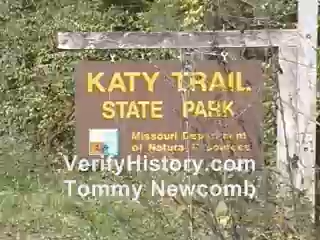 KATY TRAIL
STATE PARK
Missouri Department
of Natural Resources
VerifyHistory.com
Tommy Newcomb